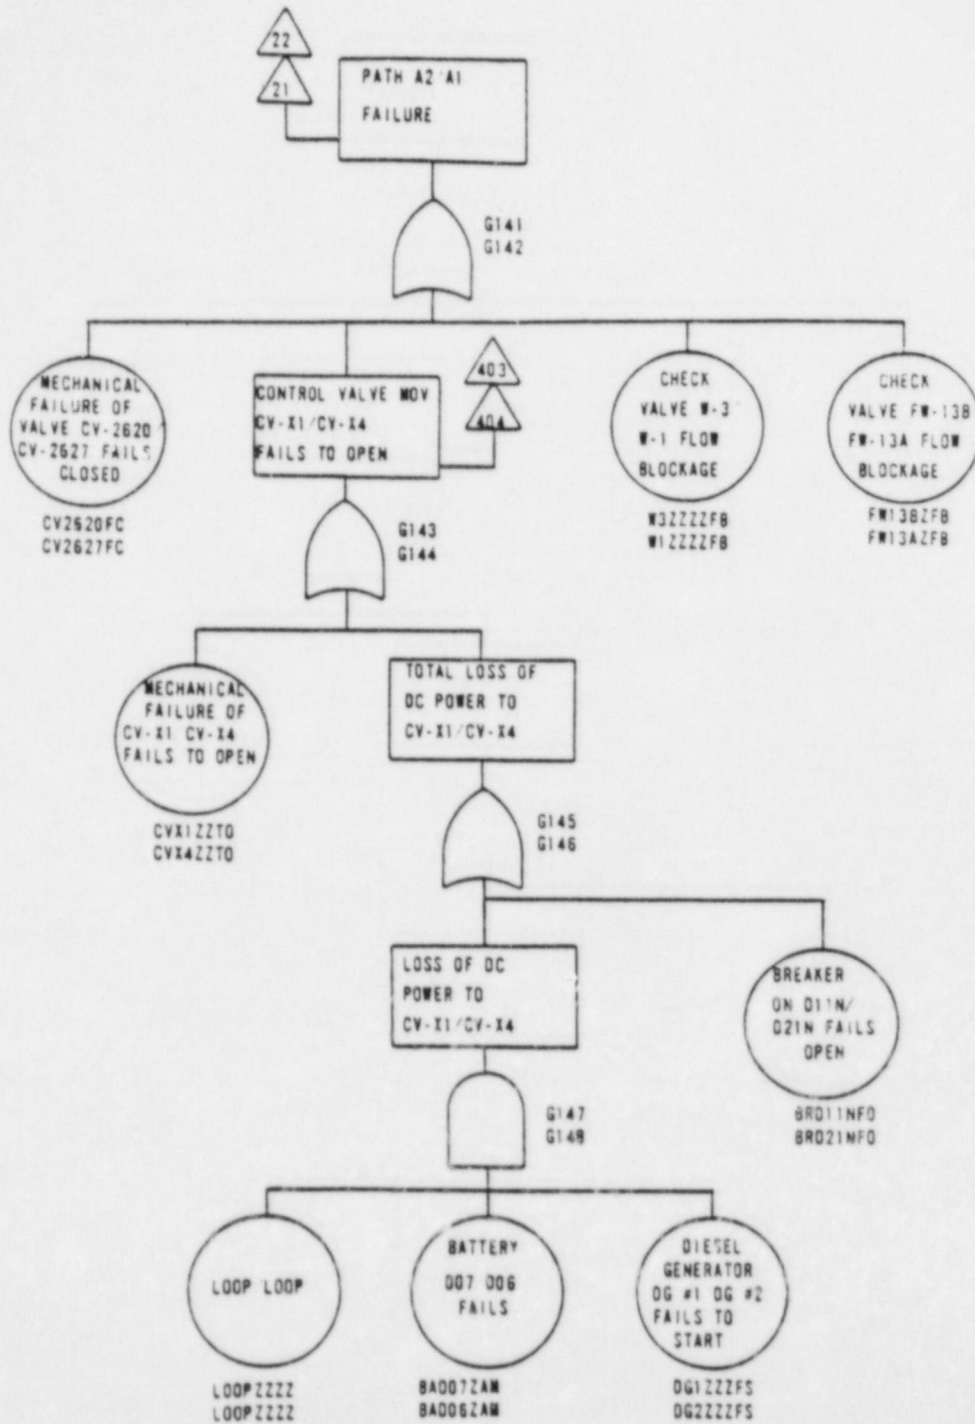 22
21
PATH A2 A1
FAILURE
G141
G142
MECHANICAL
FAILURE OF
VALVE CV-2620
CV-2627 FAILS
CLOSED
CV2620FC
CV2627FC
CONTROL VALVE MOV
CV-X1/CV-X4
FAILS TO OPEN
403
404
CHECK
VALVE W-3
W-1 FLOW
BLOCKAGE
W3ZZZZFB
W1ZZZZFB
CHECK
VALVE FW-13B
FW-13A FLOW
BLOCKAGE
FW13BZFB
FW13AZFB
G143
G144
MECHANICAL
FAILURE OF
CV-X1 CV-X4
FAILS TO OPEN
CVX1ZZTO
CVX4ZZTO
TOTAL LOSS OF
DC POWER TO
CV-X1/CV-X4
G145
G146
LOSS OF DC
POWER TO
CV-X1/CV-X4
BREAKER
ON D11N/
D21N FAILS
OPEN
BRD11NFO
BRD21NFO
G147
G148
LOOP LOOP
LOOPZZZZ
LOOPZZZZ
BATTERY
D07 D06
FAILS
BAD07ZAM
BAD06ZAM
DIESEL
GENERATOR
DG #1 DG #2
FAILS TO
START
DG1ZZZFS
DG2ZZZFS